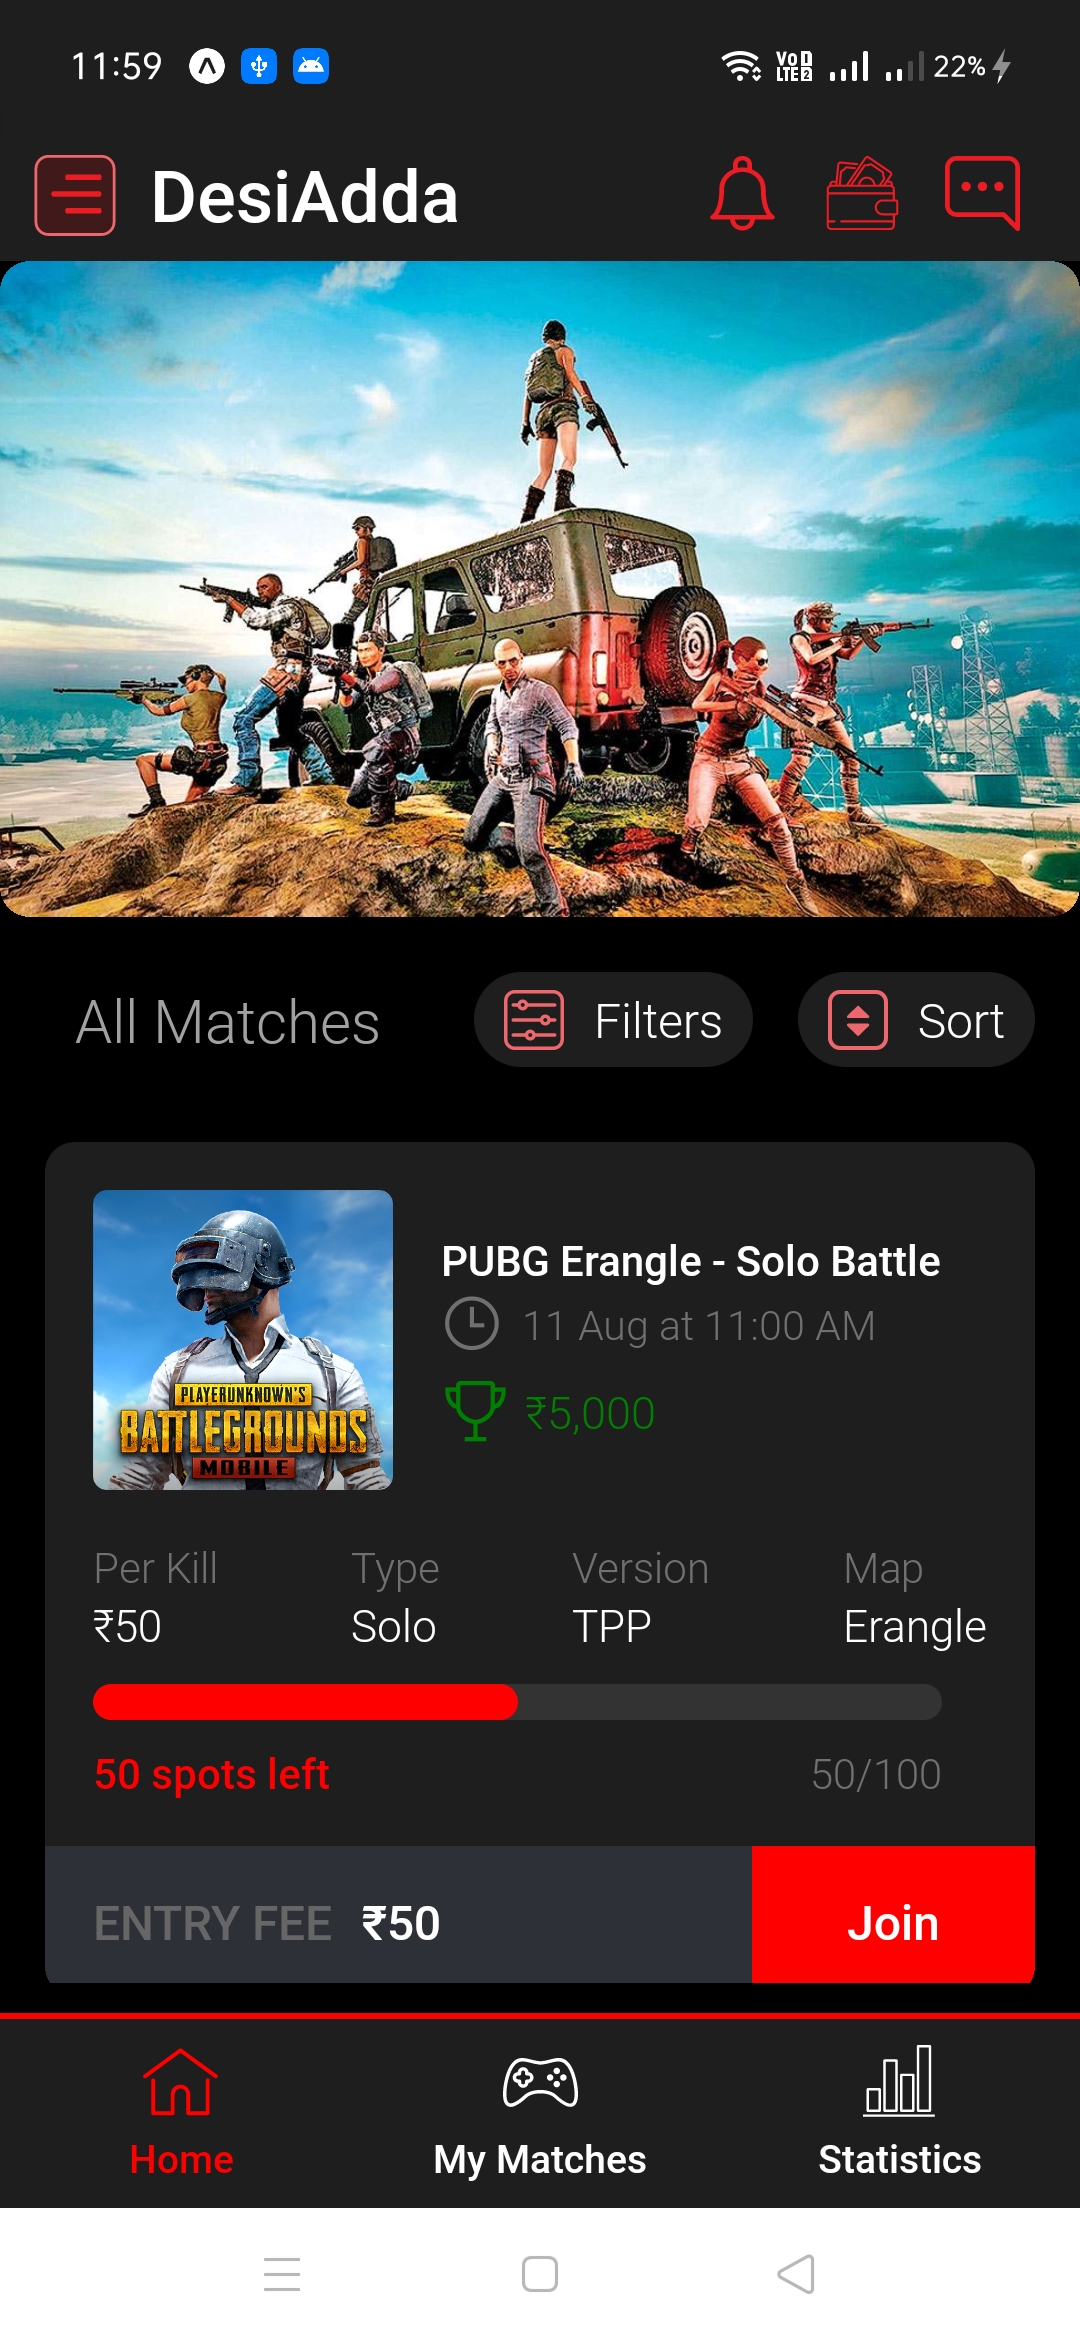 11:59 VoD LTE2 22%
DesiAdda
All Matches Filters Sort
PUBG Erangle - Solo Battle
11 Aug at 11:00 AM
₹5,000
PLAYERUNKNOWN'S
BATTLEGROUNDS
MOBILE
Per Kill Type Version Map
₹50 Solo TPP Erangle
50 spots left 50/100
ENTRY FEE ₹50 Join
Home My Matches Statistics